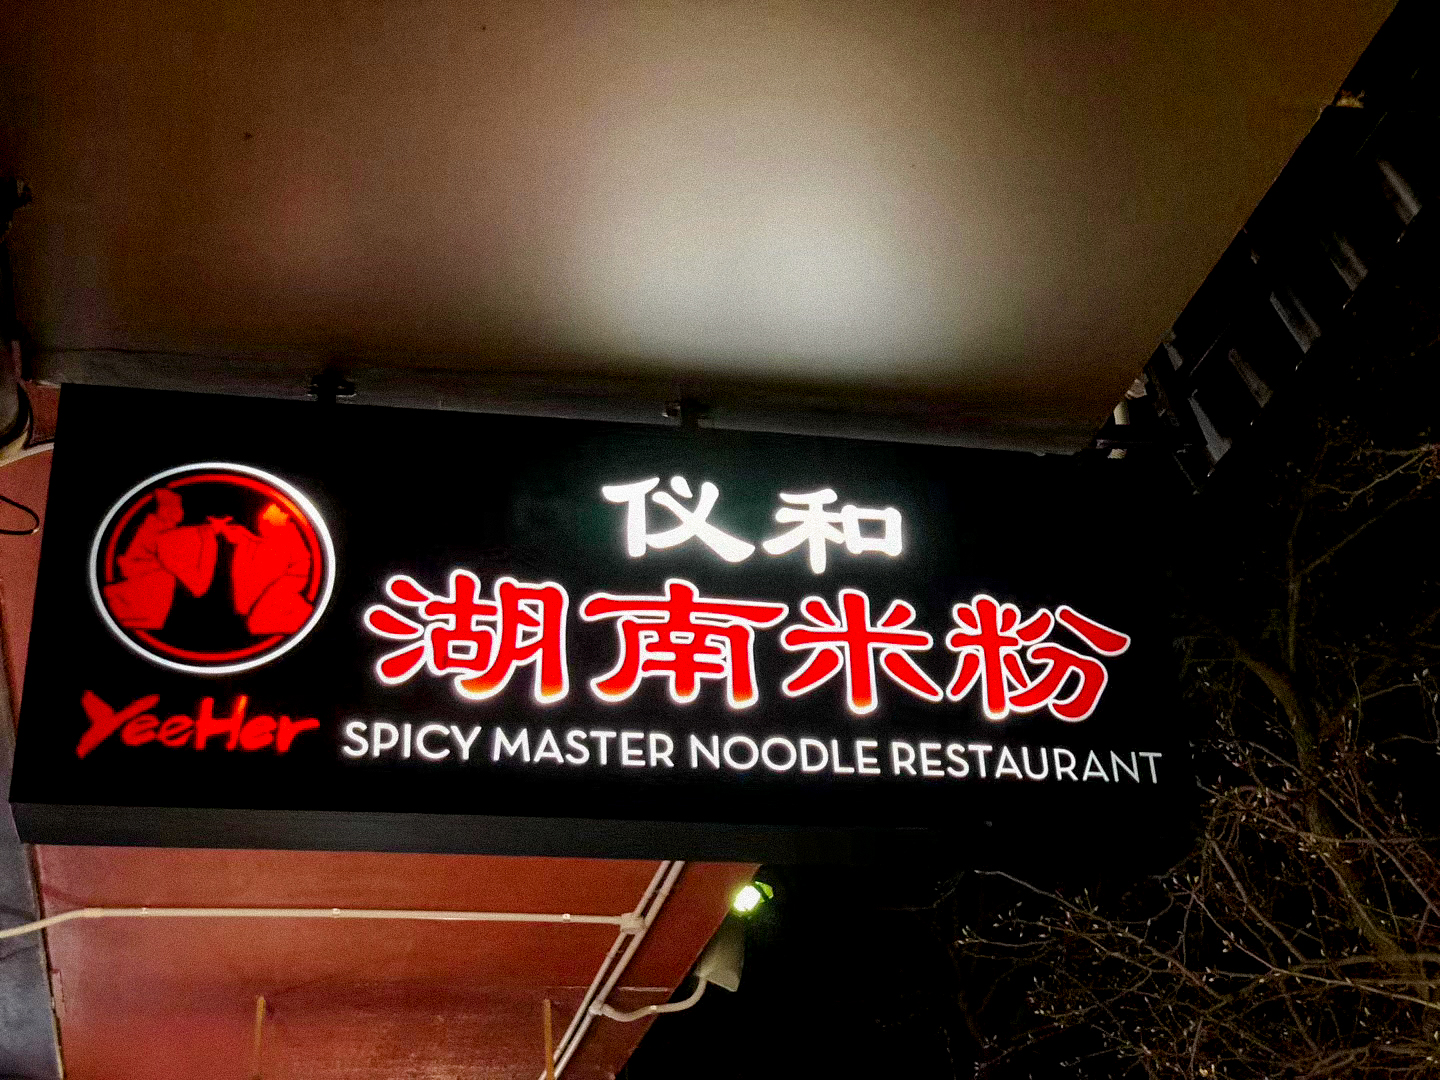 仪和
湖南米粉
YeeHer
SPICY MASTER NOODLE RESTAURANT